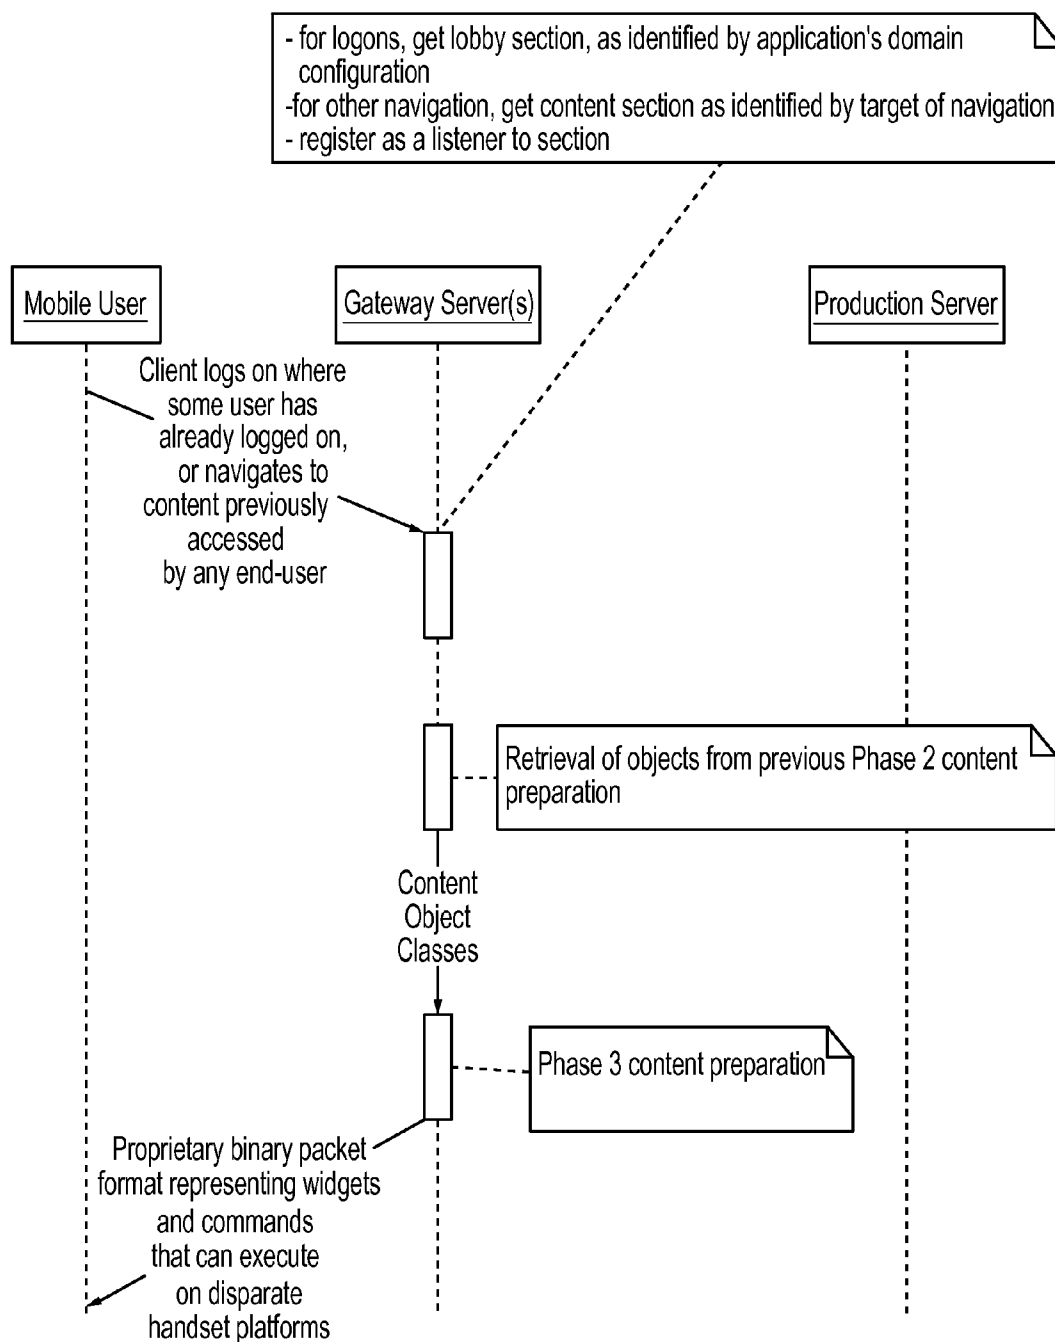 - for logons, get lobby section, as identified by application's domain
configuration
-for other navigation, get content section as identified by target of navigation
- register as a listener to section
Mobile User
Gateway Server(s)
Production Server
Client logs on where
some user has
already logged on,
or navigates to
content previously
accessed
by any end-user
Retrieval of objects from previous Phase 2 content
preparation
Content
Object
Classes
Phase 3 content preparation
Proprietary binary packet
format representing widgets
and commands
that can execute
on disparate
handset platforms